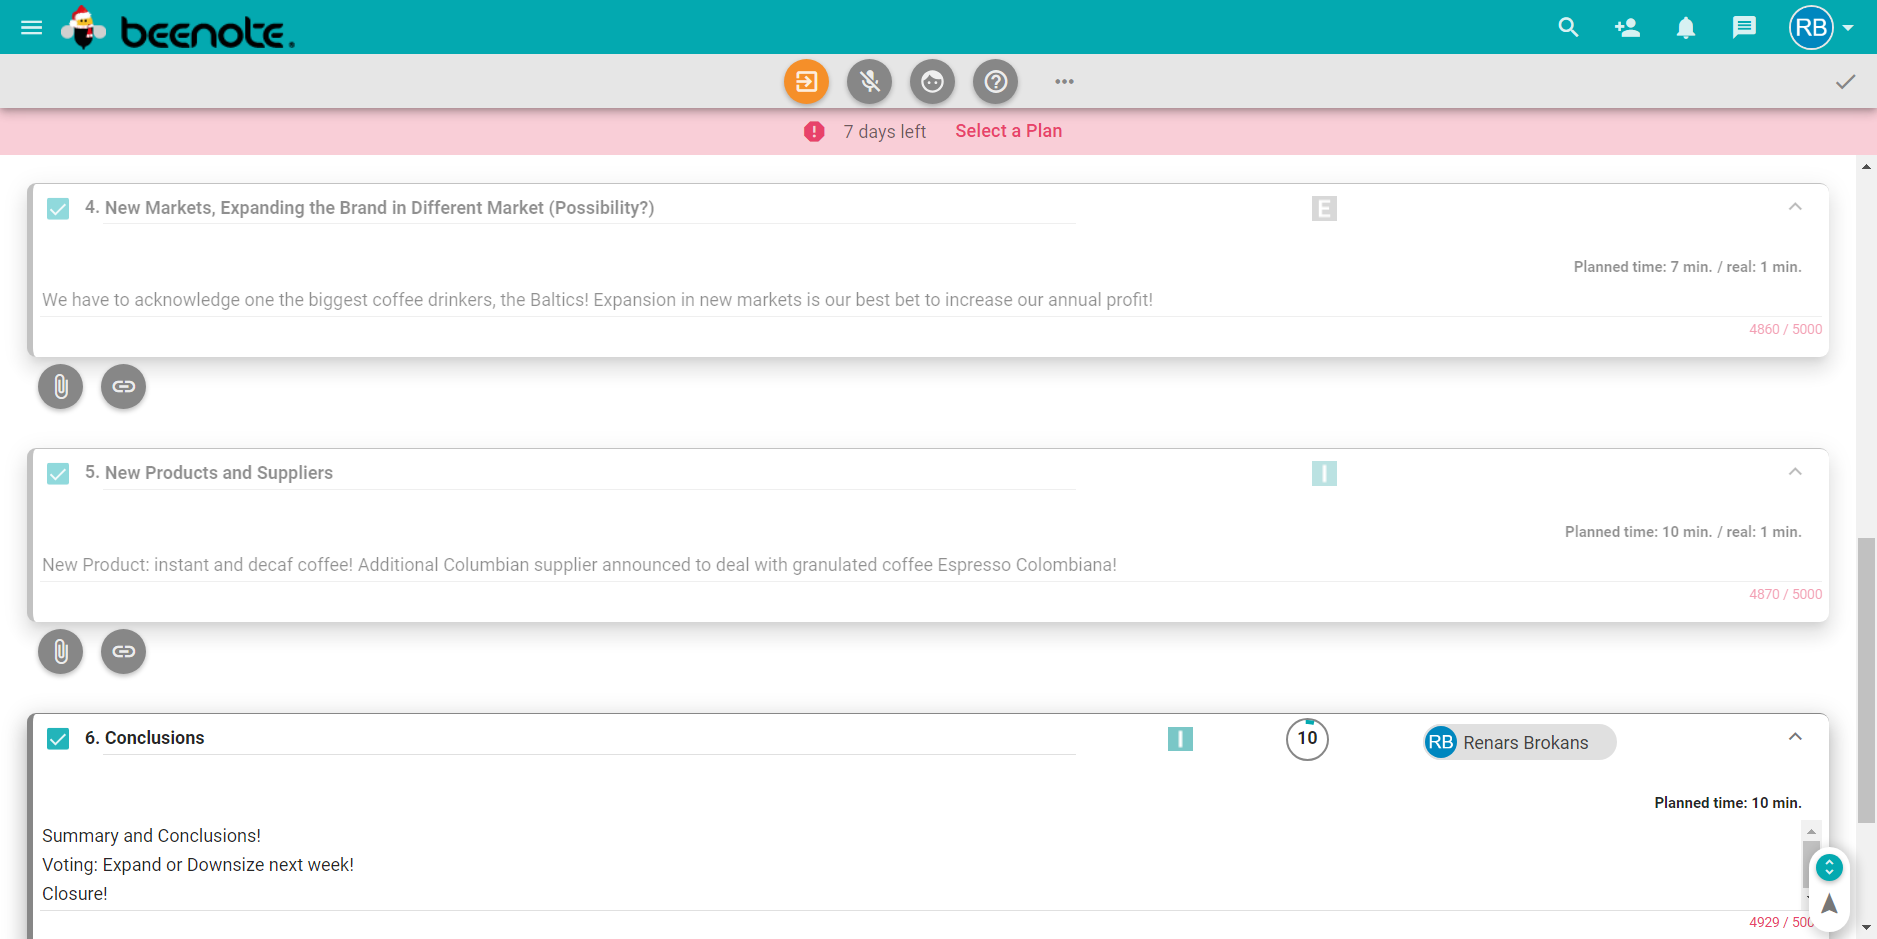 beenote.
RB
7 days left Select a Plan
4. New Markets, Expanding the Brand in Different Market (Possibility?) E
Planned time: 7 min. / real: 1 min.
We have to acknowledge one the biggest coffee drinkers, the Baltics! Expansion in new markets is our best bet to increase our annual profit!
4860 / 5000
5. New Products and Suppliers I
Planned time: 10 min. / real: 1 min.
New Product: instant and decaf coffee! Additional Columbian supplier announced to deal with granulated coffee Espresso Colombiana!
4870 / 5000
6. Conclusions I 10 RB Renars Brokans
Planned time: 10 min.
Summary and Conclusions!
Voting: Expand or Downsize next week!
Closure!
4929 / 500